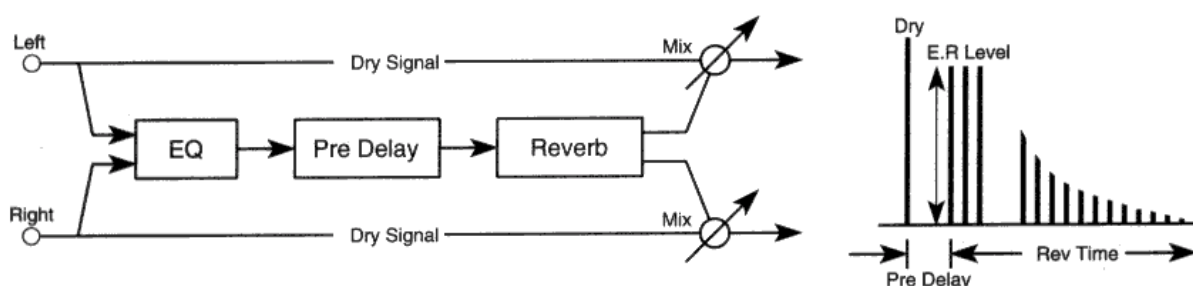 Left
Dry Signal
Mix
EQ
Pre Delay
Reverb
Right
Dry Signal
Mix
Dry
E.R Level
Rev Time
Pre Delay